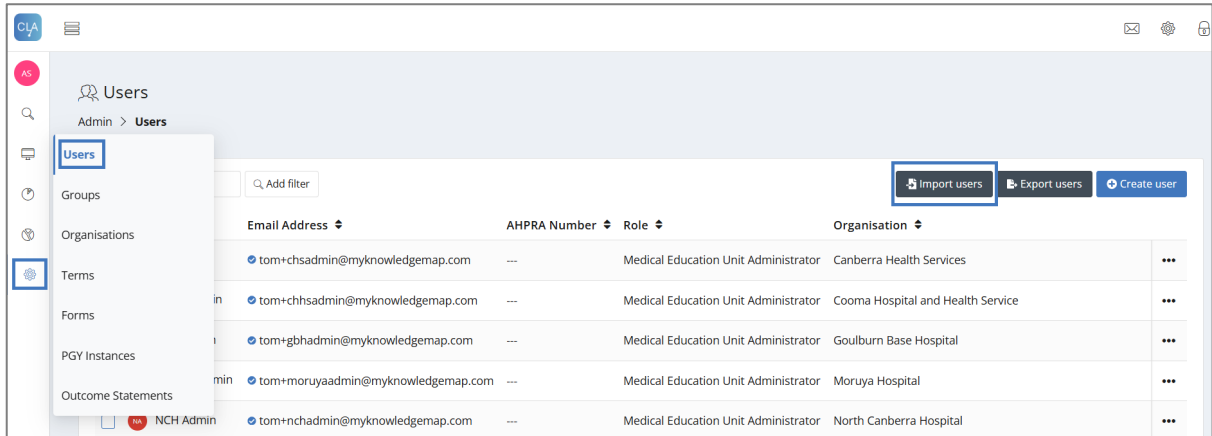 CLA
AS
Users
Admin > Users
Users
Groups
Organisations
Terms
Forms
PGY Instances
Outcome Statements
Add filter
Import users
Export users
Create user
Email Address
AHPRA Number
Role
Organisation
tom+chsadmin@myknowledgemap.com --- Medical Education Unit Administrator Canberra Health Services
in tom+chhsadmin@myknowledgemap.com --- Medical Education Unit Administrator Cooma Hospital and Health Service
tom+gbhadmin@myknowledgemap.com --- Medical Education Unit Administrator Goulburn Base Hospital
min tom+moruyaadmin@myknowledgemap.com --- Medical Education Unit Administrator Moruya Hospital
NA NCH Admin tom+nchadmin@myknowledgemap.com --- Medical Education Unit Administrator North Canberra Hospital